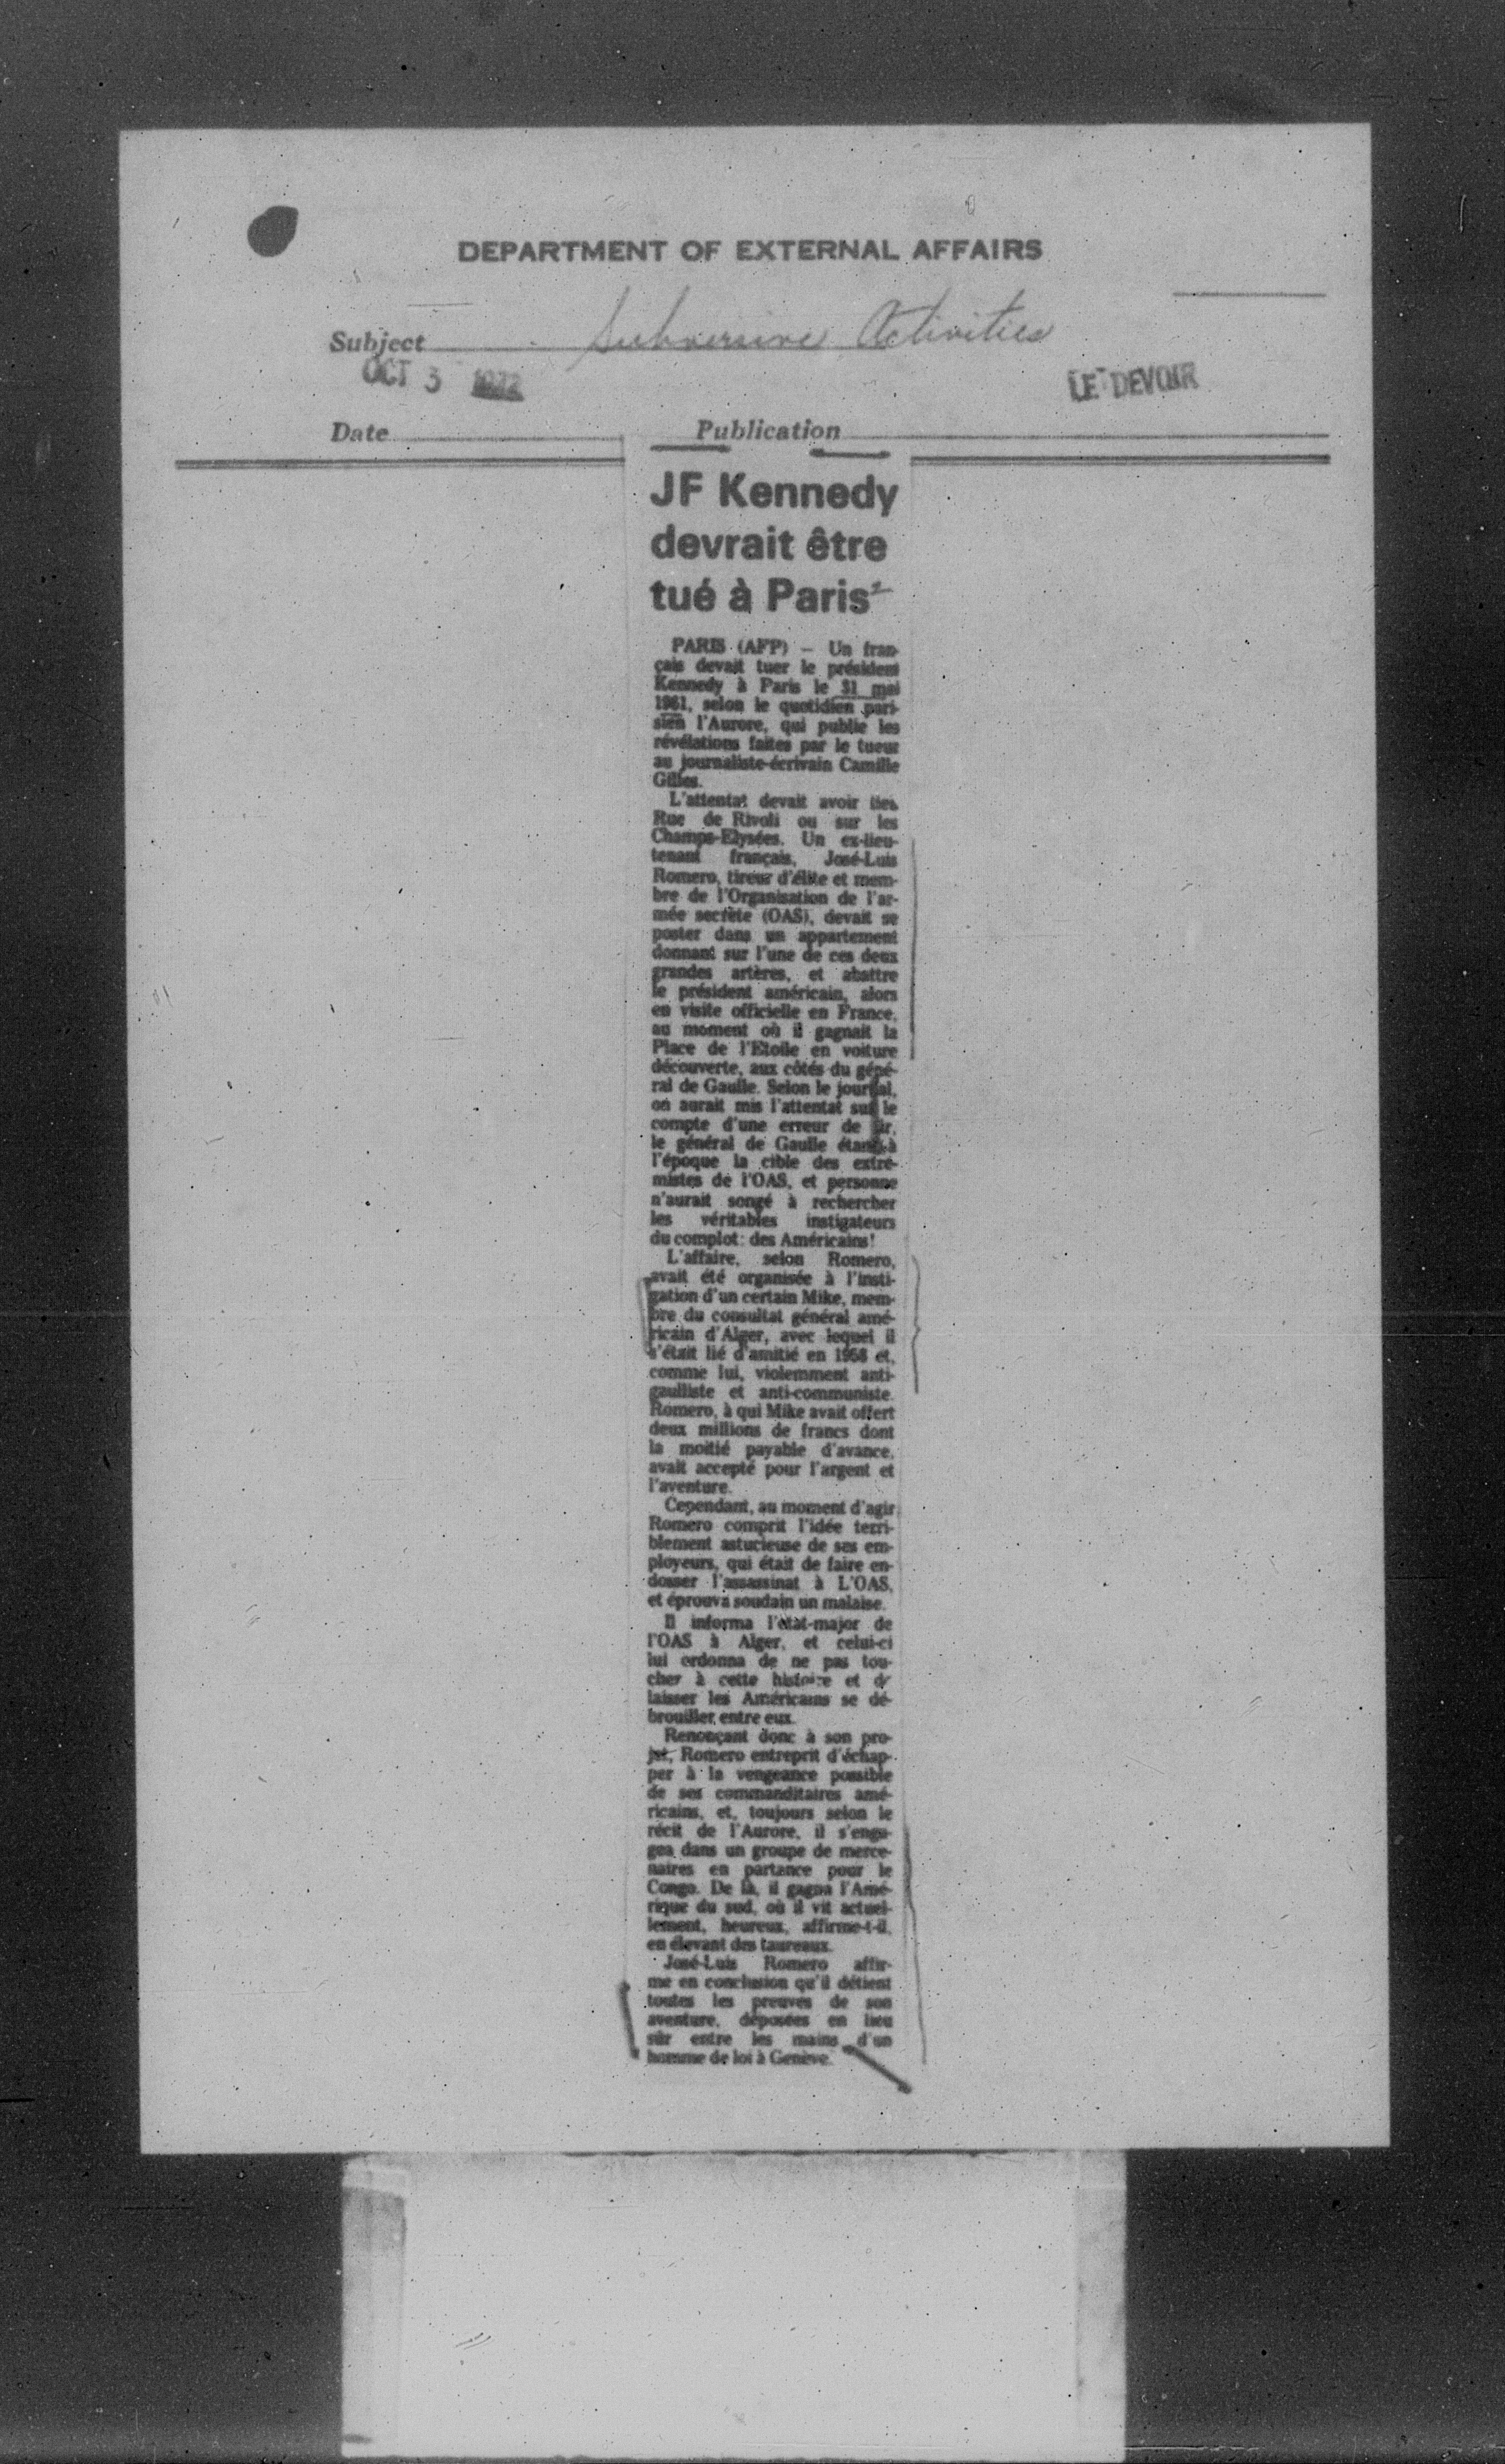 DEPARTMENT OF EXTERNAL AFFAIRS
Subject Subversive Activities
OCT 3 1972
LE DEVOIR
Date
Publication
JF Kennedy
devrait être
tué à Paris
PARIS (AFP) — Un fran-
çais devait tuer le président
Kennedy à Paris le 31 mai
1961, selon le quotidien pari-
sien l'Aurore, qui publie les
révélations faites par le tueur
au journaliste-écrivain Camille
Gilles.
L'attentat devait avoir lieu
Rue de Rivoli ou sur les
Champs-Elysées. Un ex-lieu-
tenant français, José-Luis
Romero, tireur d'élite et mem-
bre de l'Organisation de l'ar-
mée secrète (OAS), devait se
poster dans un appartement
donnant sur l'une de ces deux
grandes artères, et abattre
le président américain, alors
en visite officielle en France,
au moment où il gagnait la
Place de l'Etoile en voiture
découverte, aux côtés du géné-
ral de Gaulle. Selon le journal,
on aurait mis l'attentat sur le
compte d'une erreur de tir,
le général de Gaulle étant à
l'époque la cible des extré-
mistes de l'OAS, et personne
n'aurait songé à rechercher
les véritables instigateurs
du complot: des Américains!
L'affaire, selon Romero,
avait été organisée à l'insti-
gation d'un certain Mike, mem-
bre du consultat général amé-
ricain d'Alger, avec lequel il
s'était lié d'amitié en 1958 et,
comme lui, violemment anti-
gaulliste et anti-communiste.
Romero, à qui Mike avait offert
deux millions de francs dont
la moitié payable d'avance,
avait accepté pour l'argent et
l'aventure.
Cependant, au moment d'agir
Romero comprit l'idée terri-
blement astucieuse de ses em-
ployeurs, qui était de faire en-
dosser l'assassinat à L'OAS,
et éprouva soudain un malaise.
Il informa l'état-major de
l'OAS à Alger, et celui-ci
lui ordonna de ne pas tou-
cher à cette histoire et de
laisser les Américains se dé-
brouiller entre eux.
Renonçant donc à son pro-
jet, Romero entreprit d'échap-
per à la vengeance possible
de ses commanditaires amé-
ricains, et, toujours selon le
récit de l'Aurore, il s'enga-
gea dans un groupe de merce-
naires en partance pour le
Congo. De là, il gagna l'Amé-
rique du sud, où il vit actuel-
lement, heureux, affirme-t-il,
en élevant des taureaux.
José-Luis Romero affir-
me en conclusion qu'il détient
toutes les preuves de son
aventure, déposées en lieu
sûr entre les mains d'un
homme de loi à Genève.